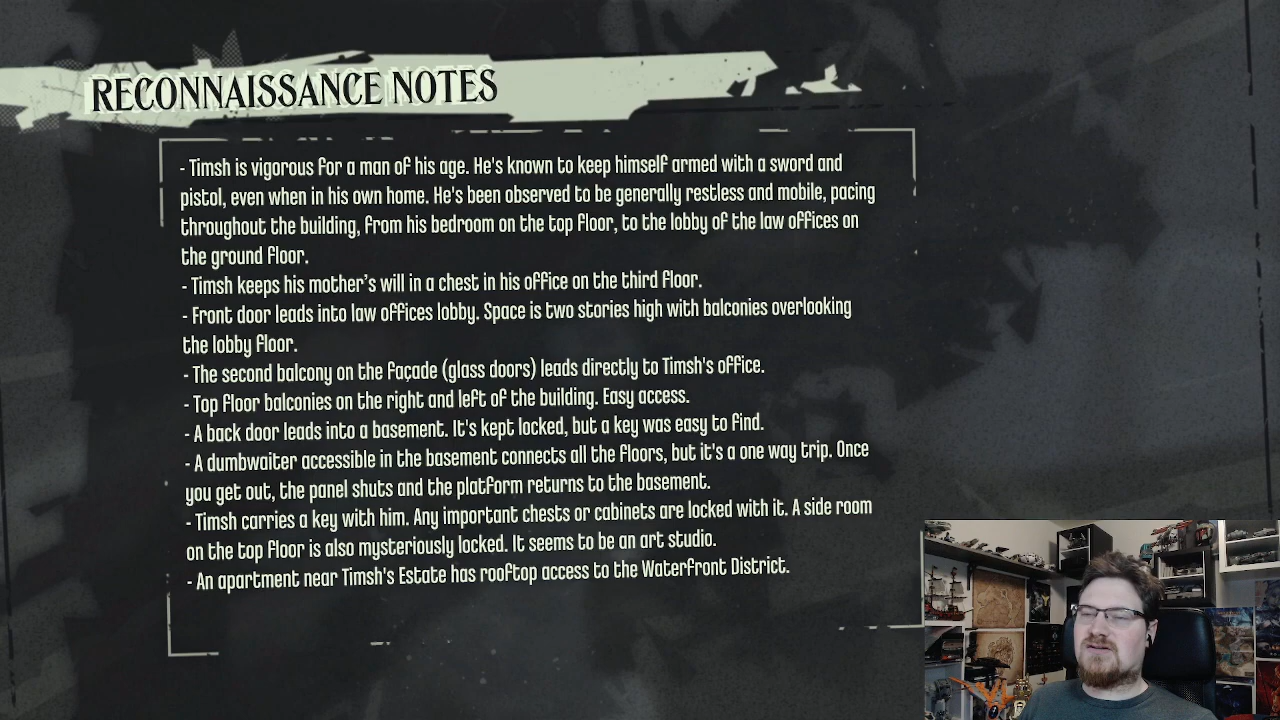 RECONNAISSANCE NOTES
- Timsh is vigorous for a man of his age. He's known to keep himself armed with a sword and
pistol, even when in his own home. He's been observed to be generally restless and mobile, pacing
throughout the building, from his bedroom on the top floor, to the lobby of the law offices on
the ground floor.
- Timsh keeps his mother's will in a chest in his office on the third floor.
- Front door leads into law offices lobby. Space is two stories high with balconies overlooking
the lobby floor.
- The second balcony on the façade (glass doors) leads directly to Timsh's office.
- Top floor balconies on the right and left of the building. Easy access.
- A back door leads into a basement. It's kept locked, but a key was easy to find.
- A dumbwaiter accessible in the basement connects all the floors, but it's a one way trip. Once
you get out, the panel shuts and the platform returns to the basement.
- Timsh carries a key with him. Any important chests or cabinets are locked with it. A side room
on the top floor is also mysteriously locked. It seems to be an art studio.
- An apartment near Timsh's Estate has rooftop access to the Waterfront District.